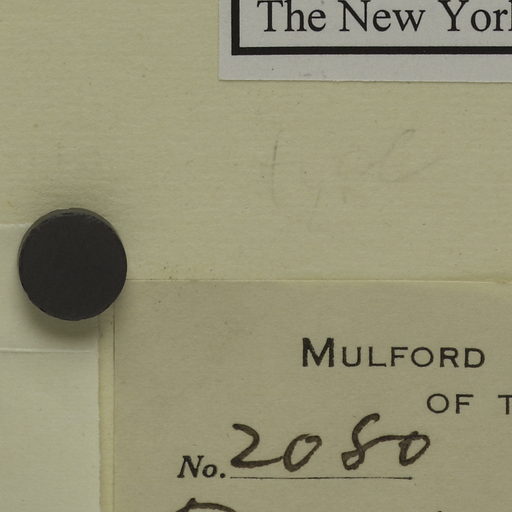 The New York
MULFORD
OF T
No. 2080